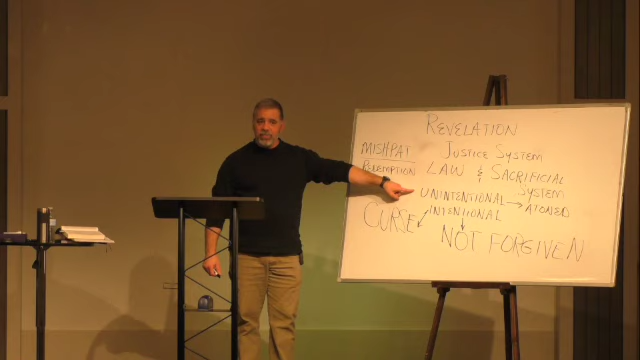 REVELATION
MISHPAT JUSTICE SYSTEM
REDEMPTION LAW & SACRIFICIAL
SYSTEM
UNINTENTIONAL → ATONED
CURSE ↙ INTENTIONAL
↓
NOT FORGIVEN